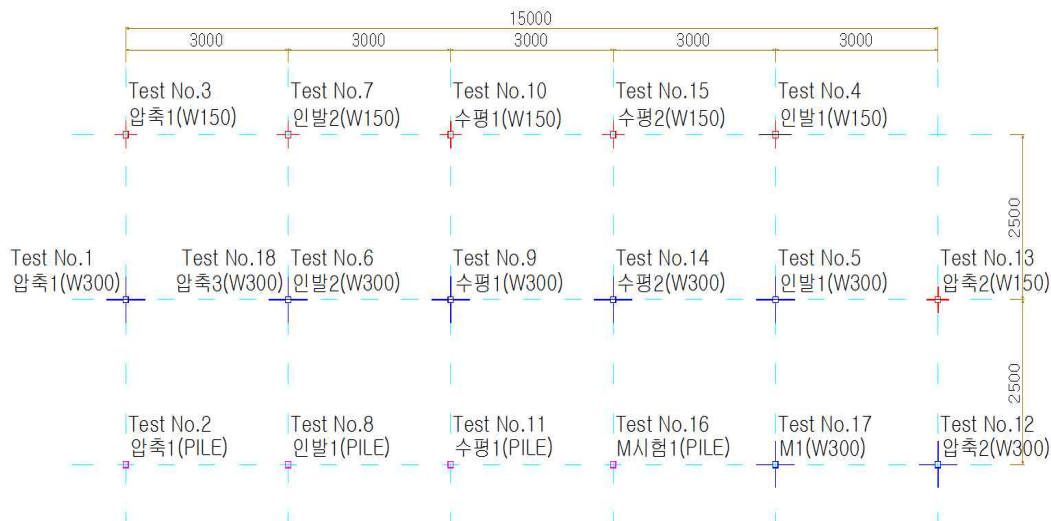 15000
3000
3000
3000
3000
3000
Test No.3
압축1(W150)
Test No.7
인발2(W150)
Test No.10
수평1(W150)
Test No.15
수평2(W150)
Test No.4
인발1(W150)
2500
Test No.1
압축1(W300)
Test No.18
압축3(W300)
Test No.6
인발2(W300)
Test No.9
수평1(W300)
Test No.14
수평2(W300)
Test No.5
인발1(W300)
Test No.13
압축2(W150)
2500
Test No.2
압축1(PILE)
Test No.8
인발1(PILE)
Test No.11
수평1(PILE)
Test No.16
M시험1(PILE)
Test No.17
M1(W300)
Test No.12
압축2(W300)